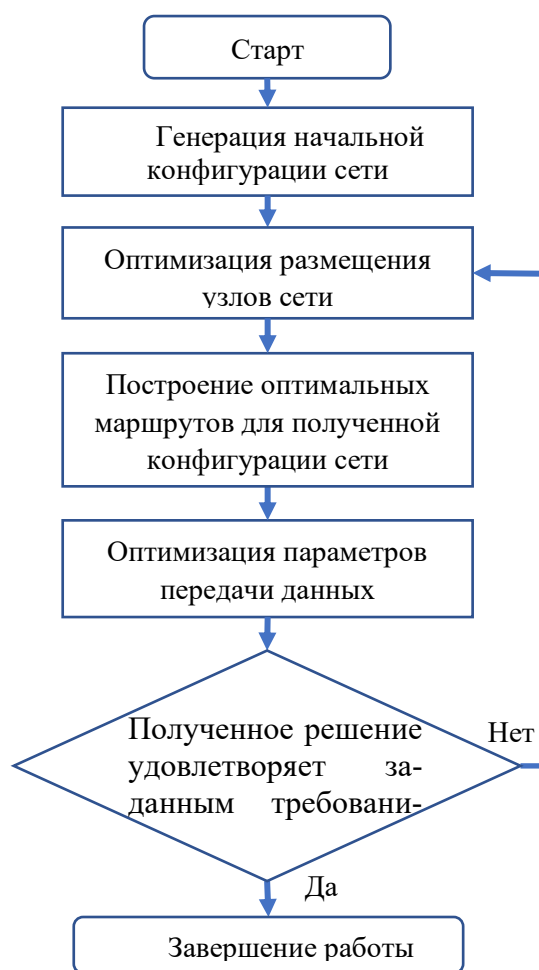 Старт
Генерация начальной
конфигурации сети
Оптимизация размещения
узлов сети
Построение оптимальных
маршрутов для полученной
конфигурации сети
Оптимизация параметров
передачи данных
Полученное решение
удовлетворяет за-
данным требовани-
Нет
Да
Завершение работы